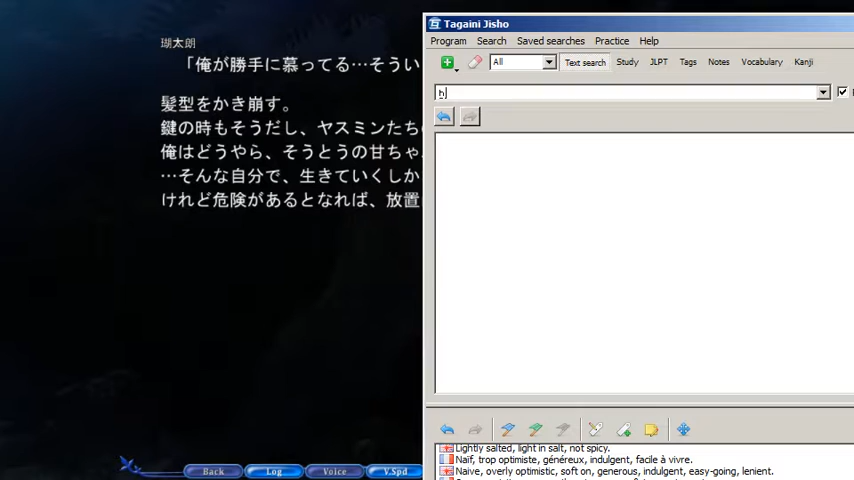 瑚太朗
「俺が勝手に慕ってる…そうい
髪型をかき崩す。
鍵の時もそうだし、ヤスミンたち
俺はどうやら、そうとうの甘ちゃ
…そんな自分で、生きていくしか
けれど危険があるとなれば、放置
Back Log Voice V.Spd
Tagaini Jisho
Program Search Saved searches Practice Help
All Text search Study JLPT Tags Notes Vocabulary Kanji
h
Lightly salted, light in salt, not spicy.
Naïf, trop optimiste, généreux, indulgent, facile à vivre.
Naive, overly optimistic, soft on, generous, indulgent, easy-going, lenient.